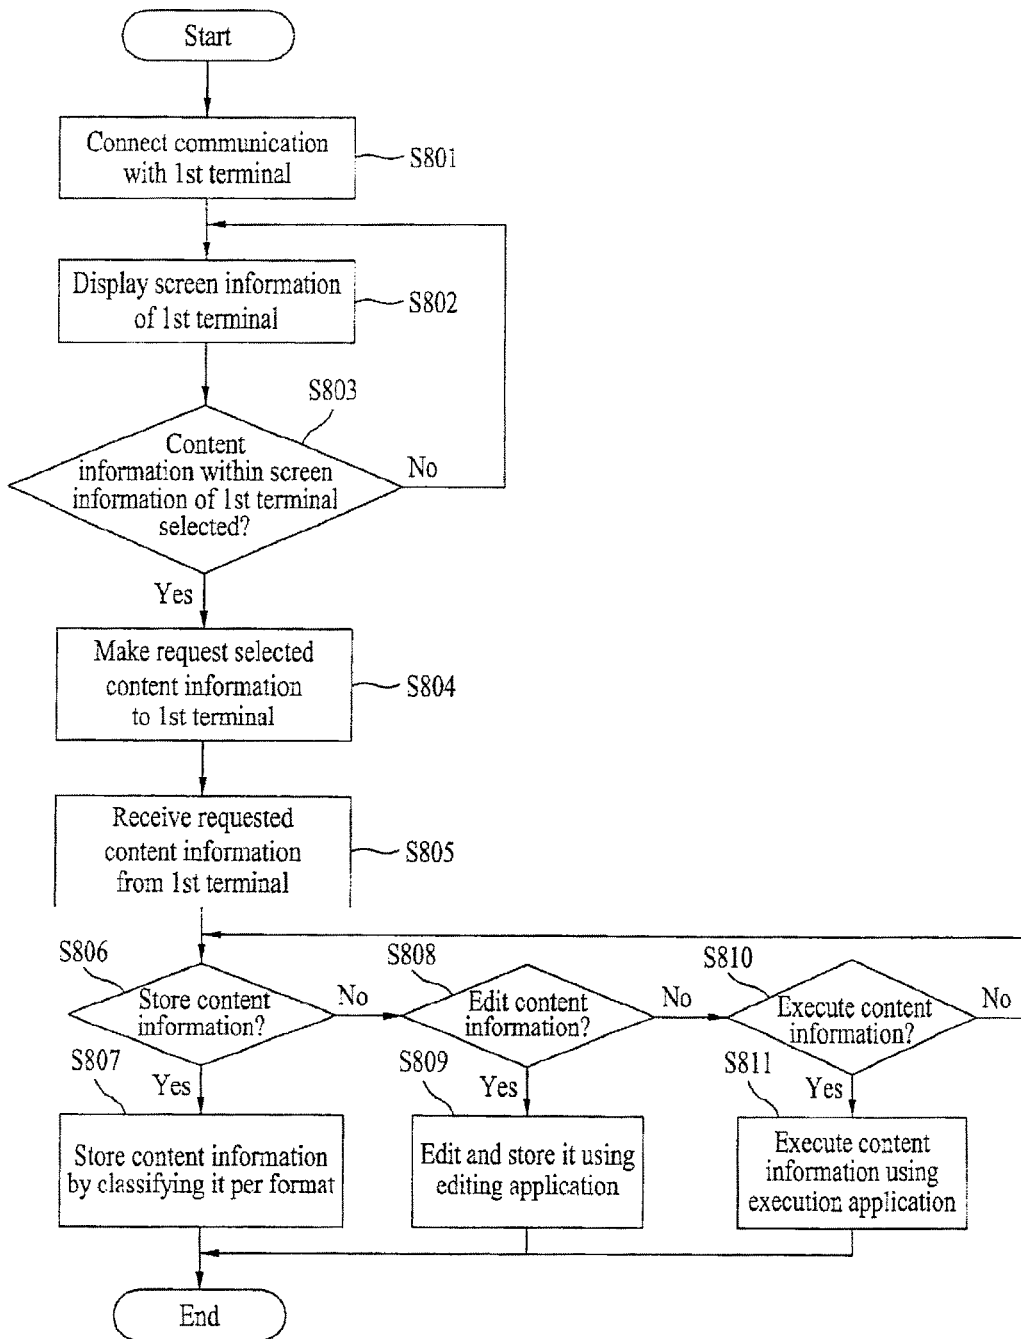 Start
Connect communication
with 1st terminal
S801
Display screen information
of 1st terminal
S802
S803
Content
information within screen
information of 1st terminal
selected?
No
Yes
Make request selected
content information
to 1st terminal
S804
Receive requested
content information
from 1st terminal
S805
S806
Store content
information?
No
S808
Edit content
information?
No
S810
Execute content
information?
No
S807
Yes
Store content information
by classifying it per format
S809
Yes
Edit and store it using
editing application
S811
Yes
Execute content
information using
execution application
End